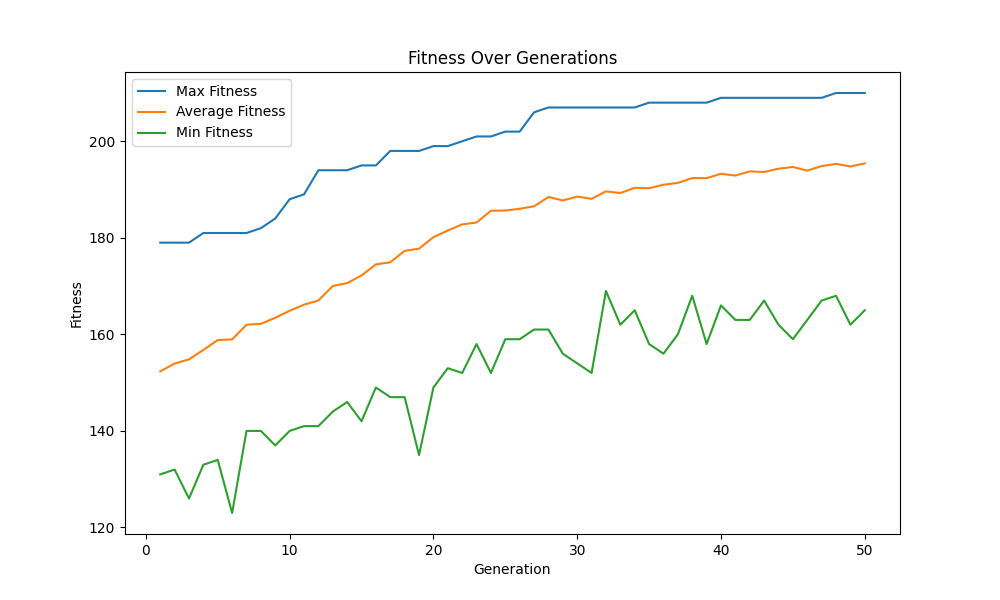 Fitness Over Generations
Max Fitness
Average Fitness
Min Fitness
Fitness
200
180
160
140
120
0 10 20 30 40 50
Generation